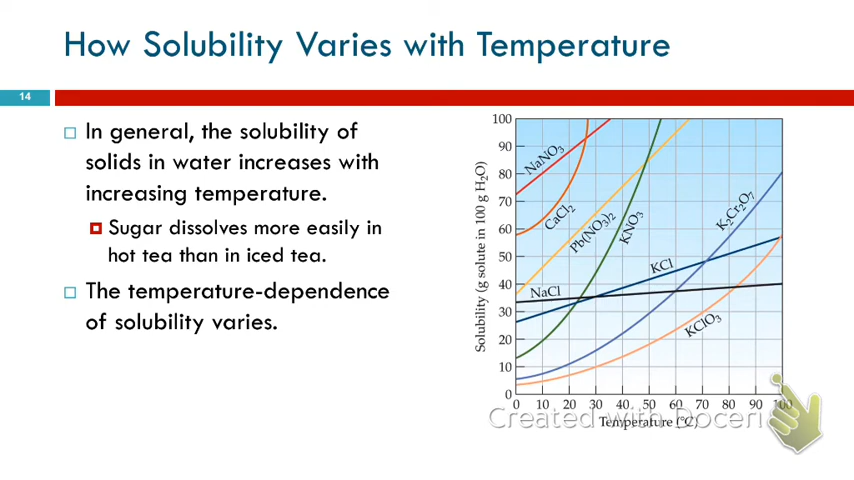 How Solubility Varies with Temperature
14
□ In general, the solubility of
solids in water increases with
increasing temperature.
Sugar dissolves more easily in
hot tea than in iced tea.
□ The temperature-dependence
of solubility varies.
Solubility (g solute in 100 g H₂O)
100
90
80
70
60
50
40
30
20
10
0
NaNO₃
CaCl₂
Pb(NO₃)₂
KNO₃
K₂Cr₂O₇
KCl
NaCl
KClO₃
0 10 20 30 40 50 60 70 80 90 100
Temperature (°C)
Created with Doceri